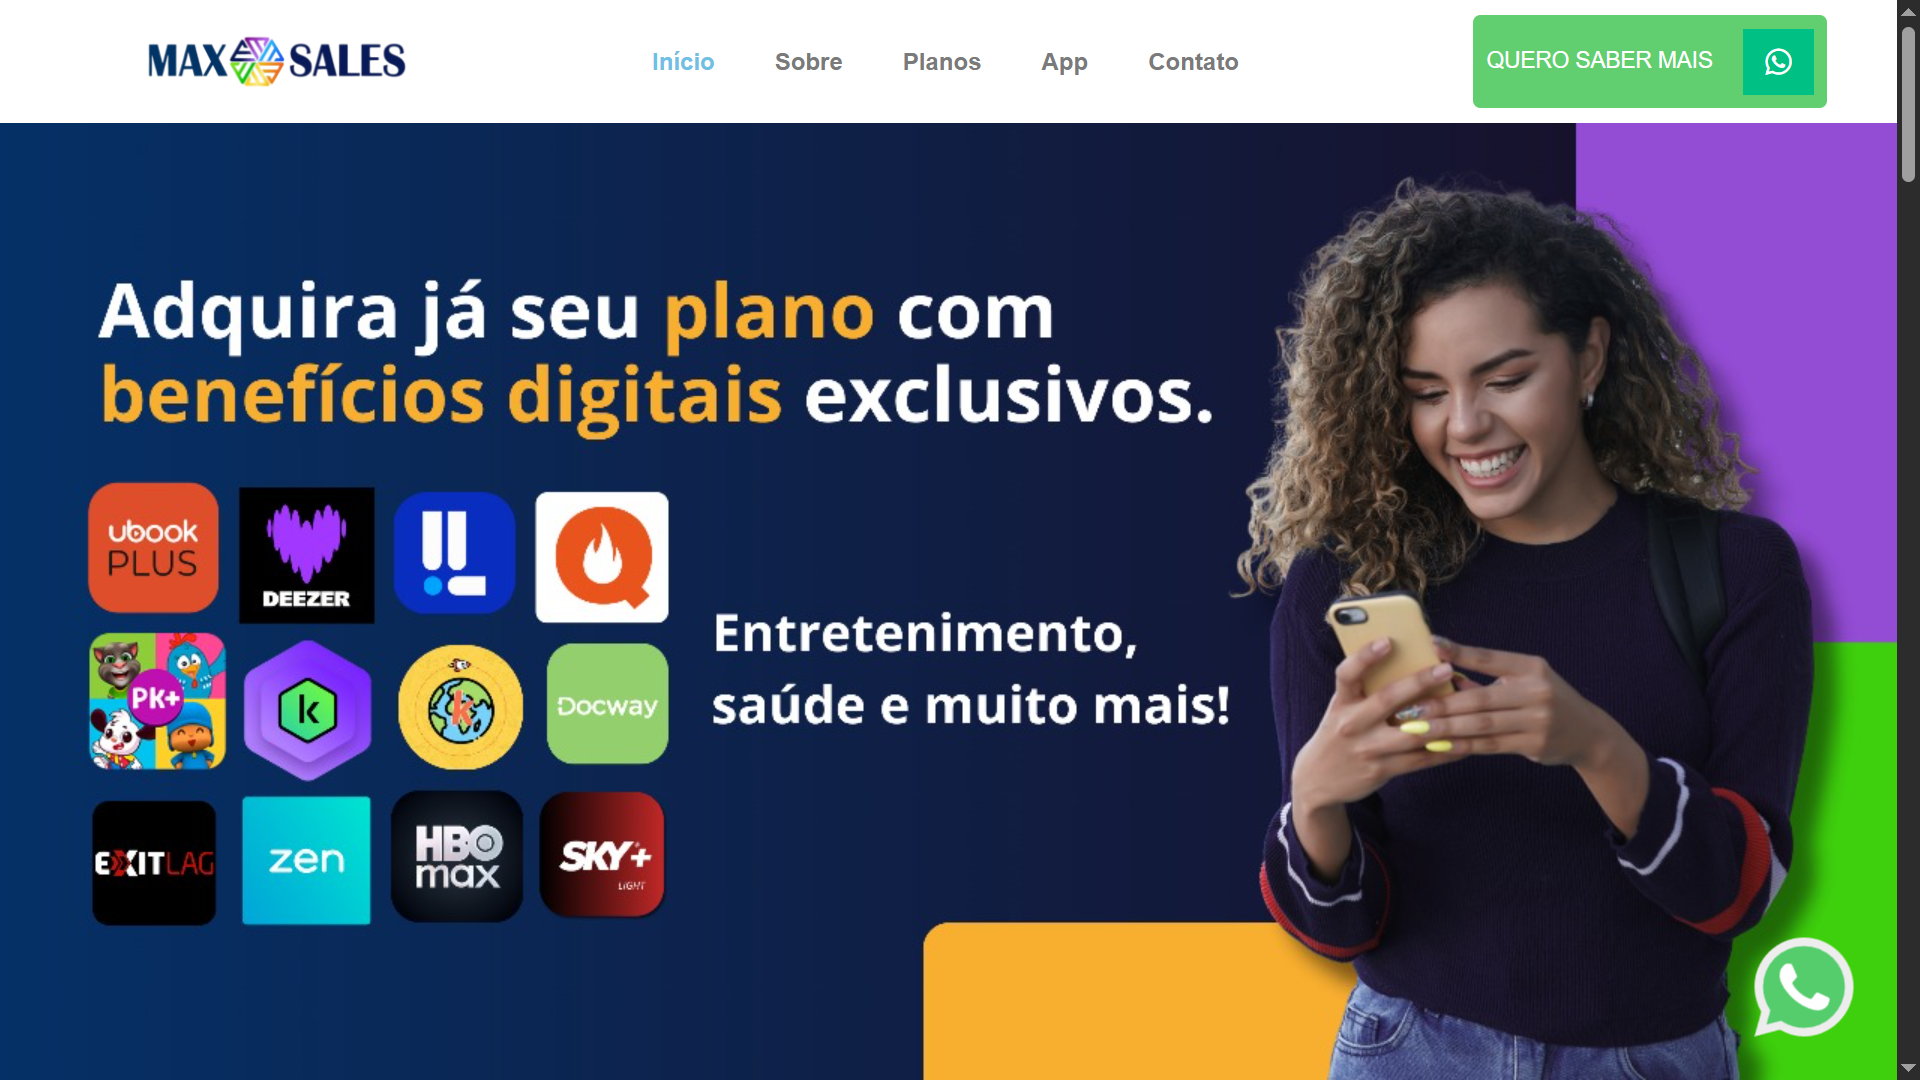 MAX SALES
Início
Sobre
Planos
App
Contato
QUERO SABER MAIS
Adquira já seu plano com
benefícios digitais exclusivos.
ubook
PLUS
DEEZER
PK+
k
k
Docway
Entretenimento,
saúde e muito mais!
EXITLAG
zen
HBO
max
SKY+
LIGHT